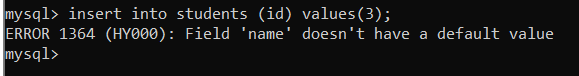 mysql> insert into students (id) values(3);
ERROR 1364 (HY000): Field 'name' doesn't have a default value
mysql>